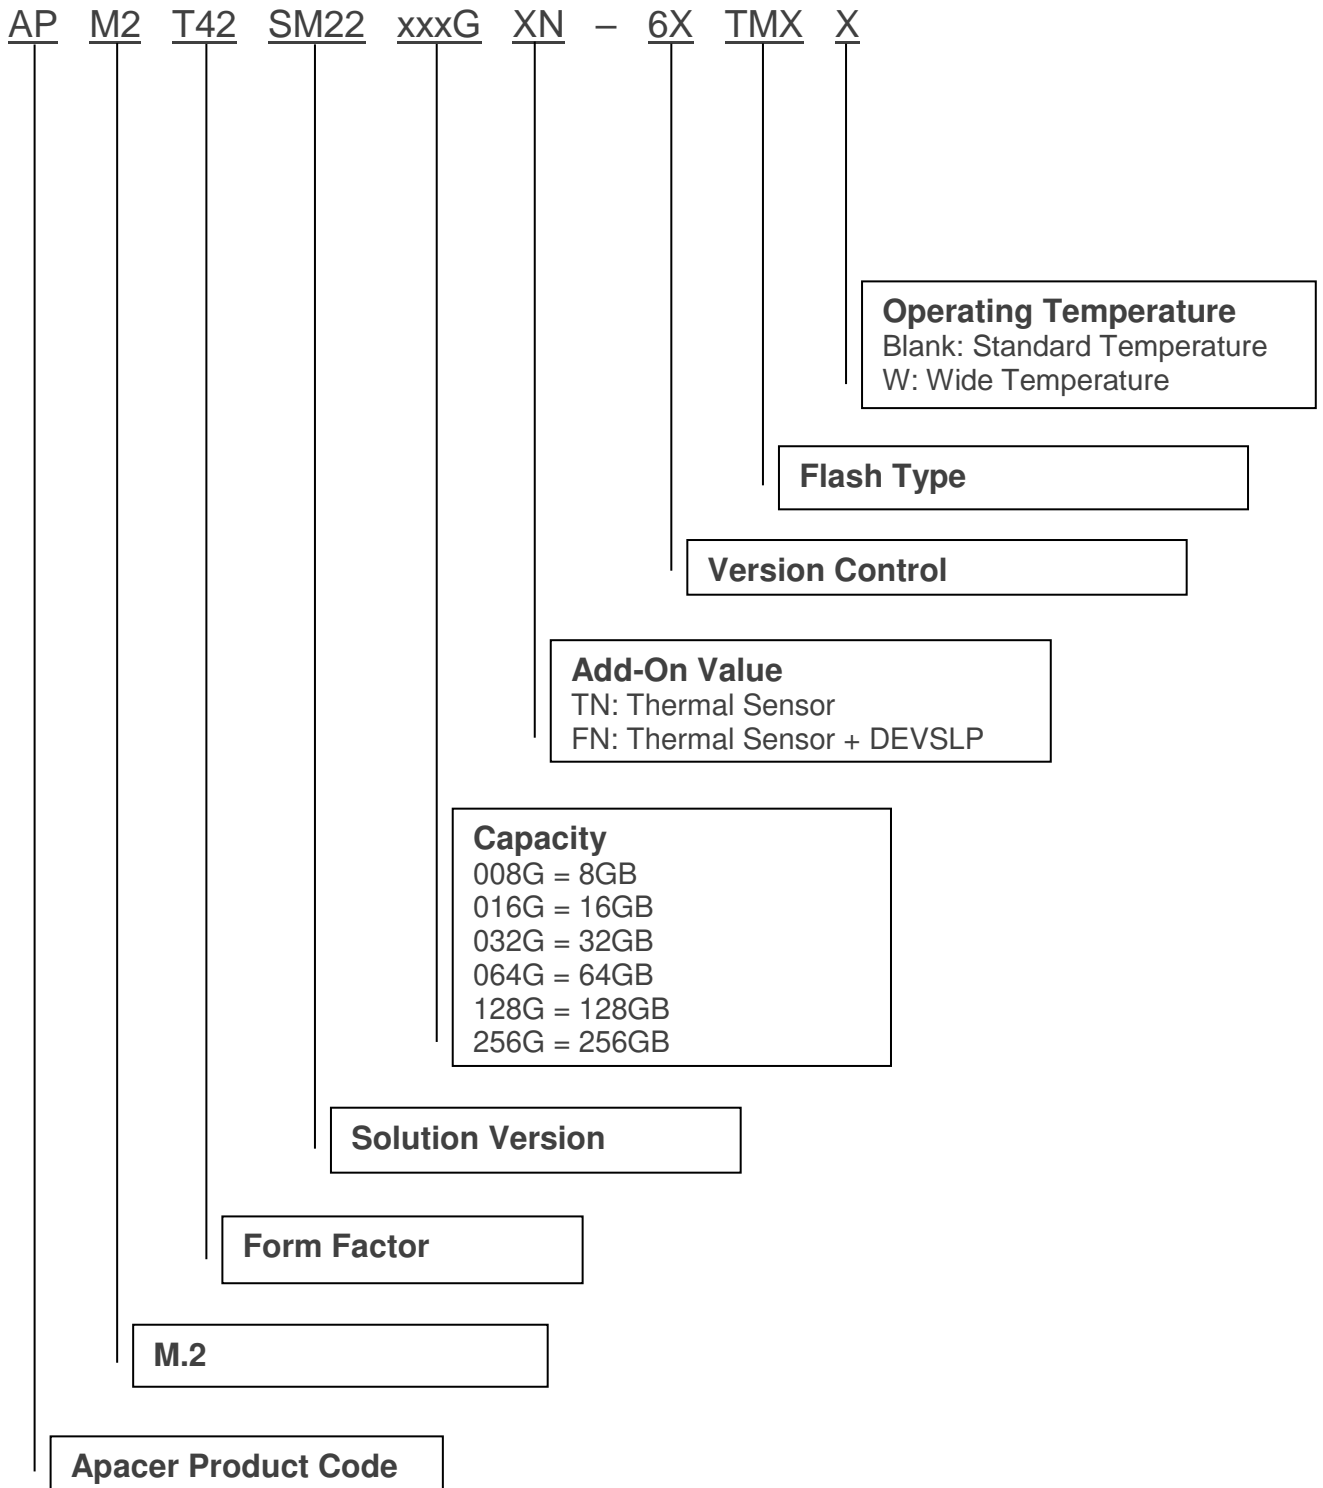 AP M2 T42 SM22 xxxG XN – 6X TMX X
Operating Temperature
Blank: Standard Temperature
W: Wide Temperature
Flash Type
Version Control
Add-On Value
TN: Thermal Sensor
FN: Thermal Sensor + DEVSLP
Capacity
008G = 8GB
016G = 16GB
032G = 32GB
064G = 64GB
128G = 128GB
256G = 256GB
Solution Version
Form Factor
M.2
Apacer Product Code